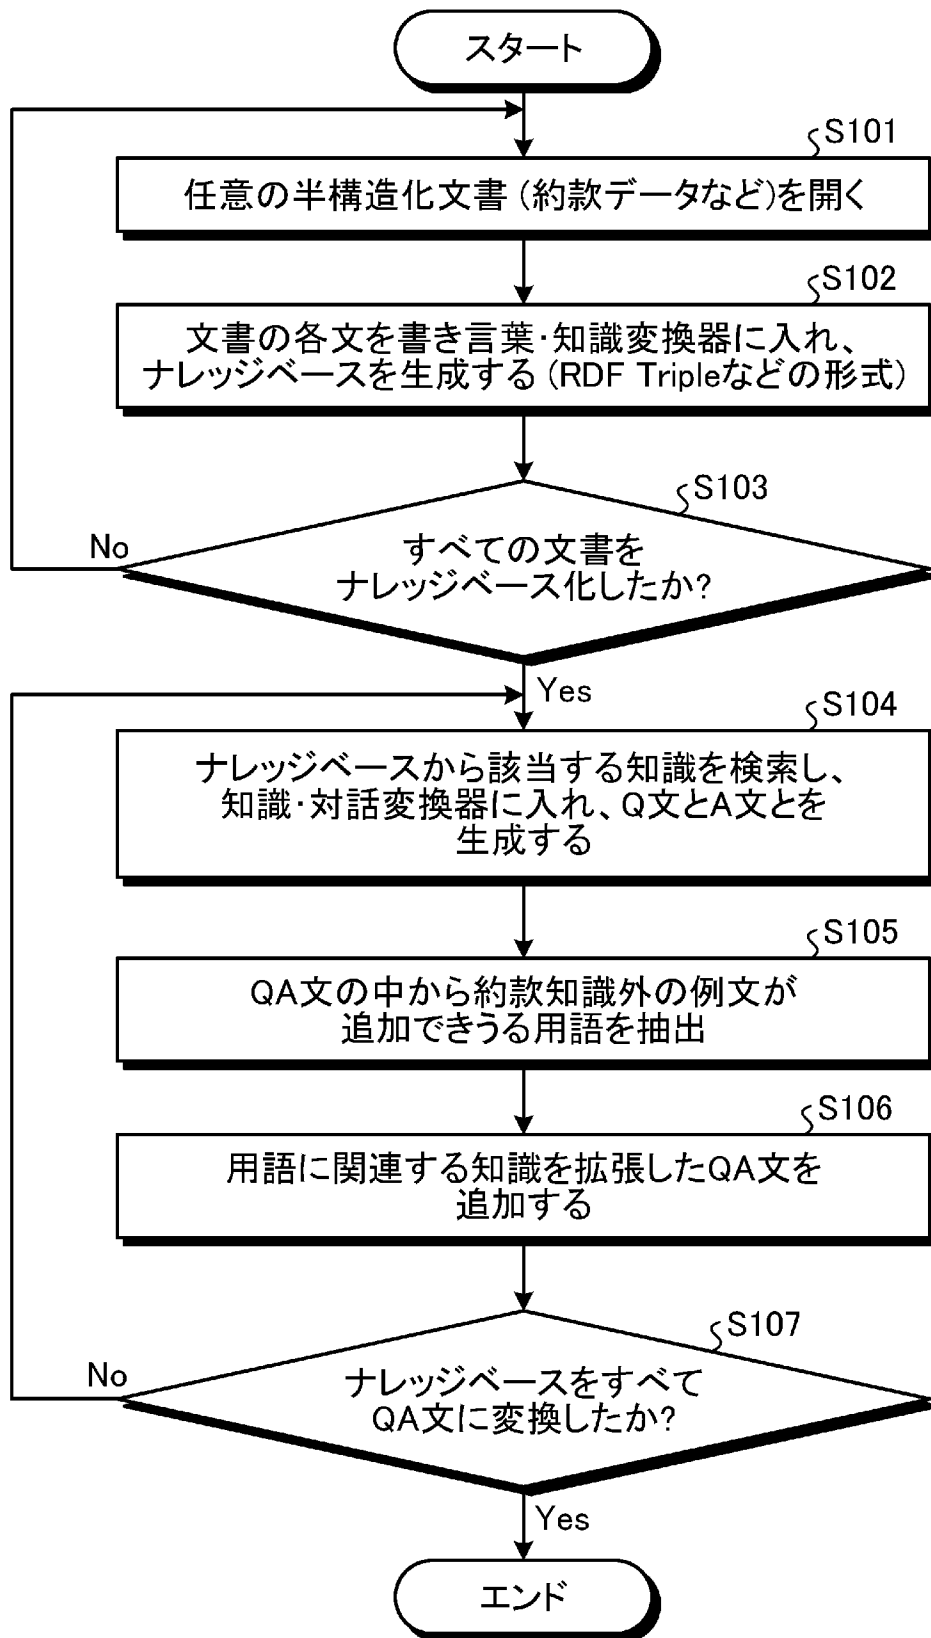 スタート
S101
任意の半構造化文書(約款データなど)を開く
S102
文書の各文を書き言葉・知識変換器に入れ、
ナレッジベースを生成する(RDF Tripleなどの形式)
S103
No
すべての文書を
ナレッジベース化したか?
Yes
S104
ナレッジベースから該当する知識を検索し、
知識・対話変換器に入れ、Q文とA文とを
生成する
S105
QA文の中から約款知識外の例文が
追加できうる用語を抽出
S106
用語に関連する知識を拡張したQA文を
追加する
S107
No
ナレッジベースをすべて
QA文に変換したか?
Yes
エンド